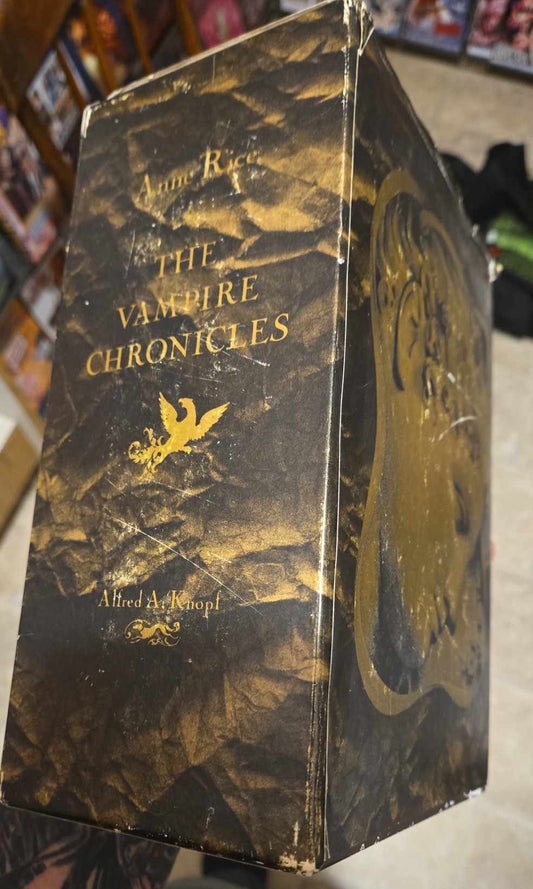 Anne Rice
THE
VAMPIRE
CHRONICLES
Alfred A. Knopf